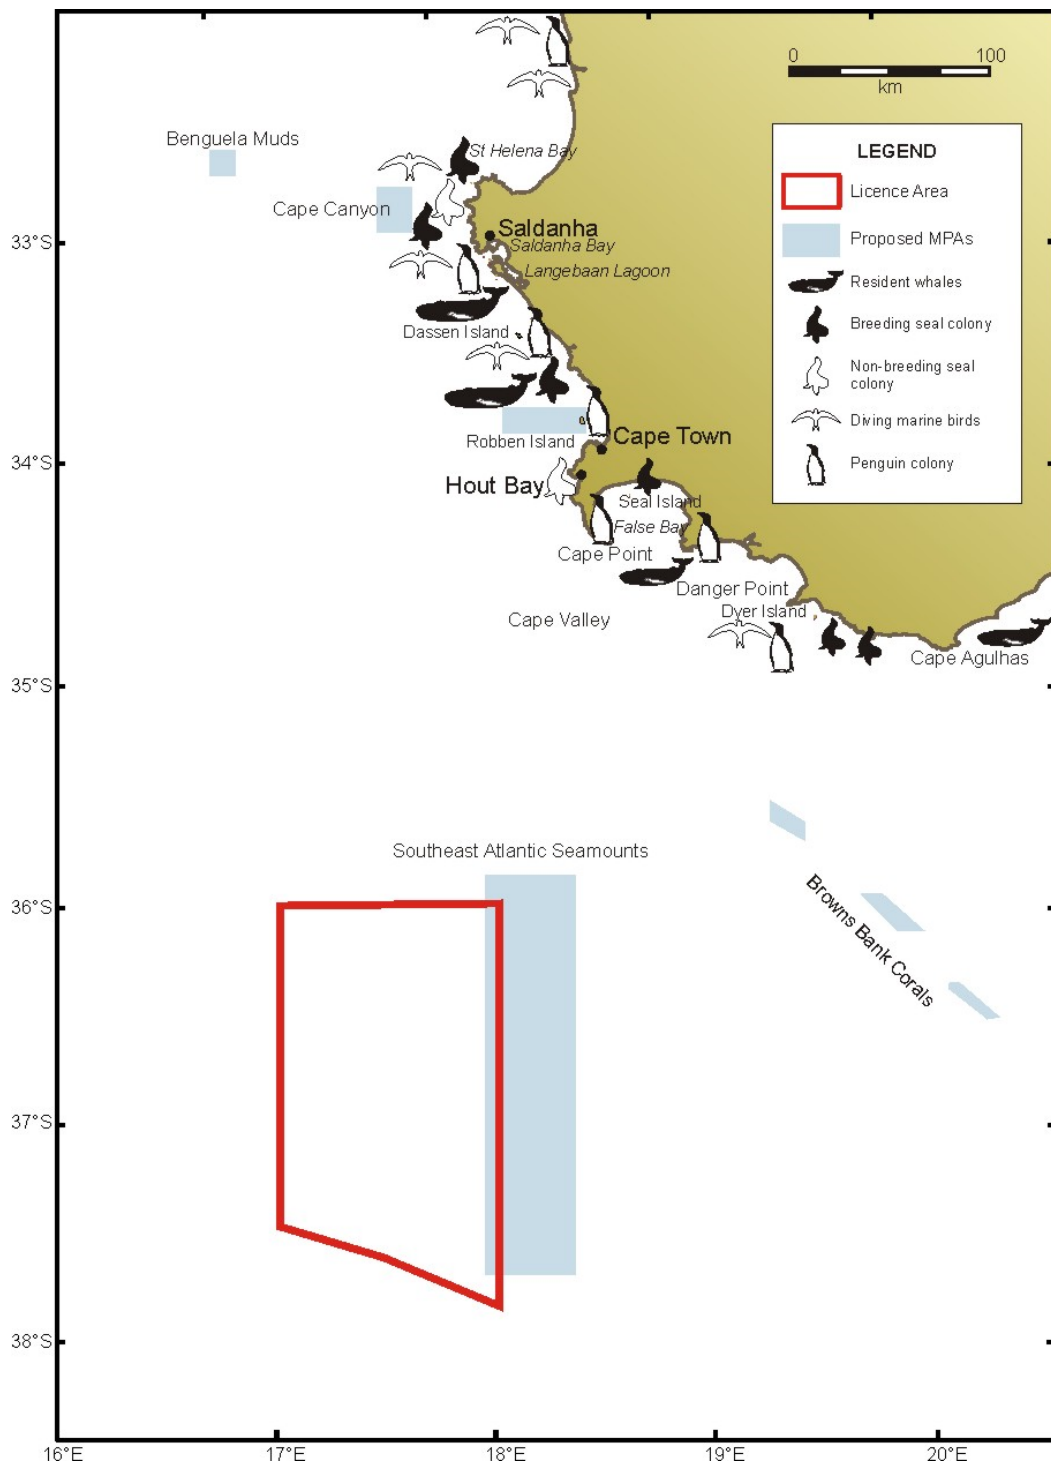 0 100
km
Benguela Muds
St Helena Bay
LEGEND
Licence Area
Cape Canyon
Saldanha
33°S
Saldanha Bay
Proposed MPAs
Langebaan Lagoon
Resident whales
Dassen Island
Breeding seal colony
Non-breeding seal
colony
Diving marine birds
Robben Island
Cape Town
34°S
Penguin colony
Hout Bay
Seal Island
False Bay
Cape Point
Danger Point
Dyer Island
Cape Valley
Cape Agulhas
35°S
Southeast Atlantic Seamounts
36°S
Browns Bank Corals
37°S
38°S
16°E 17°E 18°E 19°E 20°E